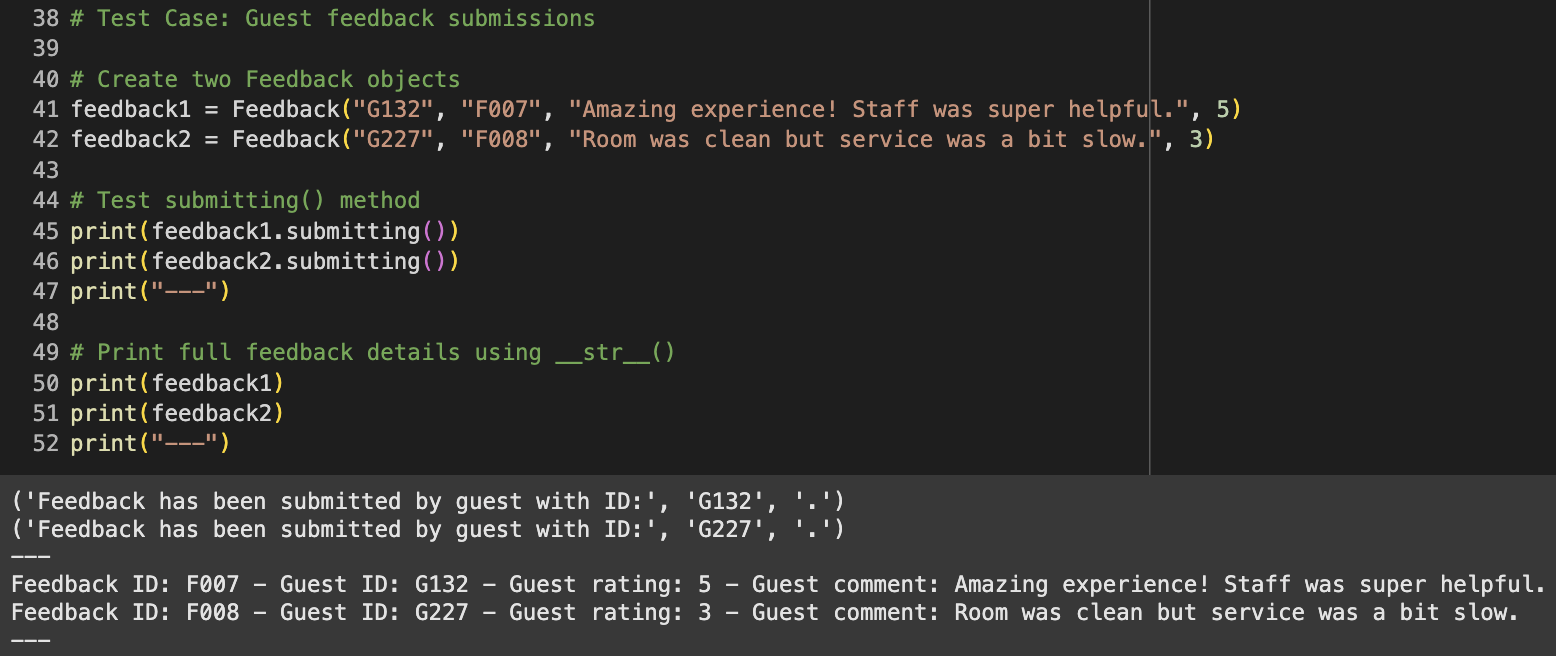 38 # Test Case: Guest feedback submissions
39
40 # Create two Feedback objects
41 feedback1 = Feedback("G132", "F007", "Amazing experience! Staff was super helpful.", 5)
42 feedback2 = Feedback("G227", "F008", "Room was clean but service was a bit slow.", 3)
43
44 # Test submitting() method
45 print(feedback1.submitting())
46 print(feedback2.submitting())
47 print("---")
48
49 # Print full feedback details using __str__()
50 print(feedback1)
51 print(feedback2)
52 print("---")
('Feedback has been submitted by guest with ID:', 'G132', '.')
('Feedback has been submitted by guest with ID:', 'G227', '.')
---
Feedback ID: F007 - Guest ID: G132 - Guest rating: 5 - Guest comment: Amazing experience! Staff was super helpful.
Feedback ID: F008 - Guest ID: G227 - Guest rating: 3 - Guest comment: Room was clean but service was a bit slow.
---